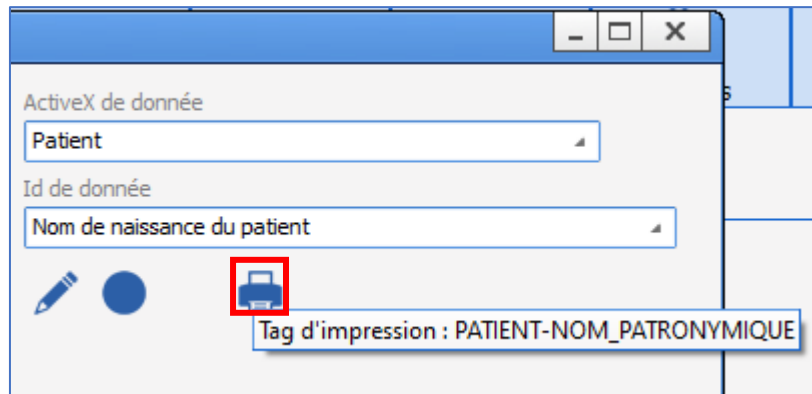 ActiveX de donnée
Patient
Id de donnée
Nom de naissance du patient
Tag d'impression : PATIENT-NOM_PATRONYMIQUE